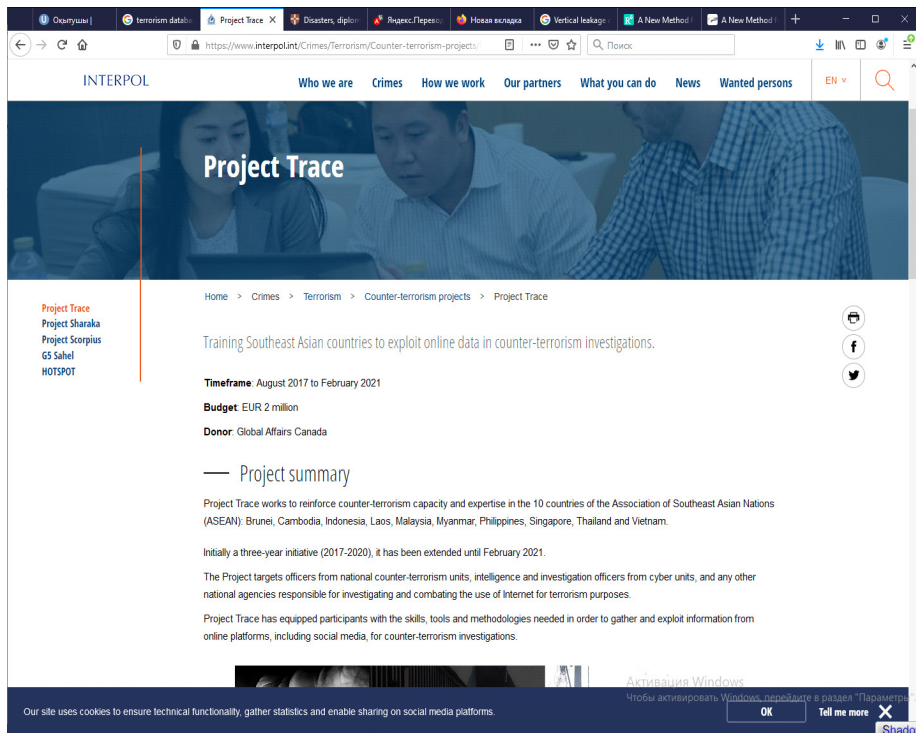 Оқытушы |
terrorism databa
Project Trace
Disasters, diplom
Яндекс.Перевод
Новая вкладка
Vertical leakage
A New Method f
A New Method f
https://www.interpol.int/Crimes/Terrorism/Counter-terrorism-projects/
Поиск
INTERPOL
Who we are Crimes How we work Our partners What you can do News Wanted persons EN
Project Trace
Home > Crimes > Terrorism > Counter-terrorism projects > Project Trace
Project Trace
Project Sharaka
Project Scorpius
G5 Sahel
HOTSPOT
Training Southeast Asian countries to exploit online data in counter-terrorism investigations.
Timeframe: August 2017 to February 2021
Budget: EUR 2 million
Donor: Global Affairs Canada
Project summary
Project Trace works to reinforce counter-terrorism capacity and expertise in the 10 countries of the Association of Southeast Asian Nations
(ASEAN): Brunei, Cambodia, Indonesia, Laos, Malaysia, Myanmar, Philippines, Singapore, Thailand and Vietnam.
Initially a three-year initiative (2017-2020), it has been extended until February 2021.
The Project targets officers from national counter-terrorism units, intelligence and investigation officers from cyber units, and any other
national agencies responsible for investigating and combating the use of Internet for terrorism purposes.
Project Trace has equipped participants with the skills, tools and methodologies needed in order to gather and exploit information from
online platforms, including social media, for counter-terrorism investigations.
Активация Windows
Чтобы активировать Windows, перейдите в раздел "Параметры".
Our site uses cookies to ensure technical functionality, gather statistics and enable sharing on social media platforms.
OK
Tell me more
Shado